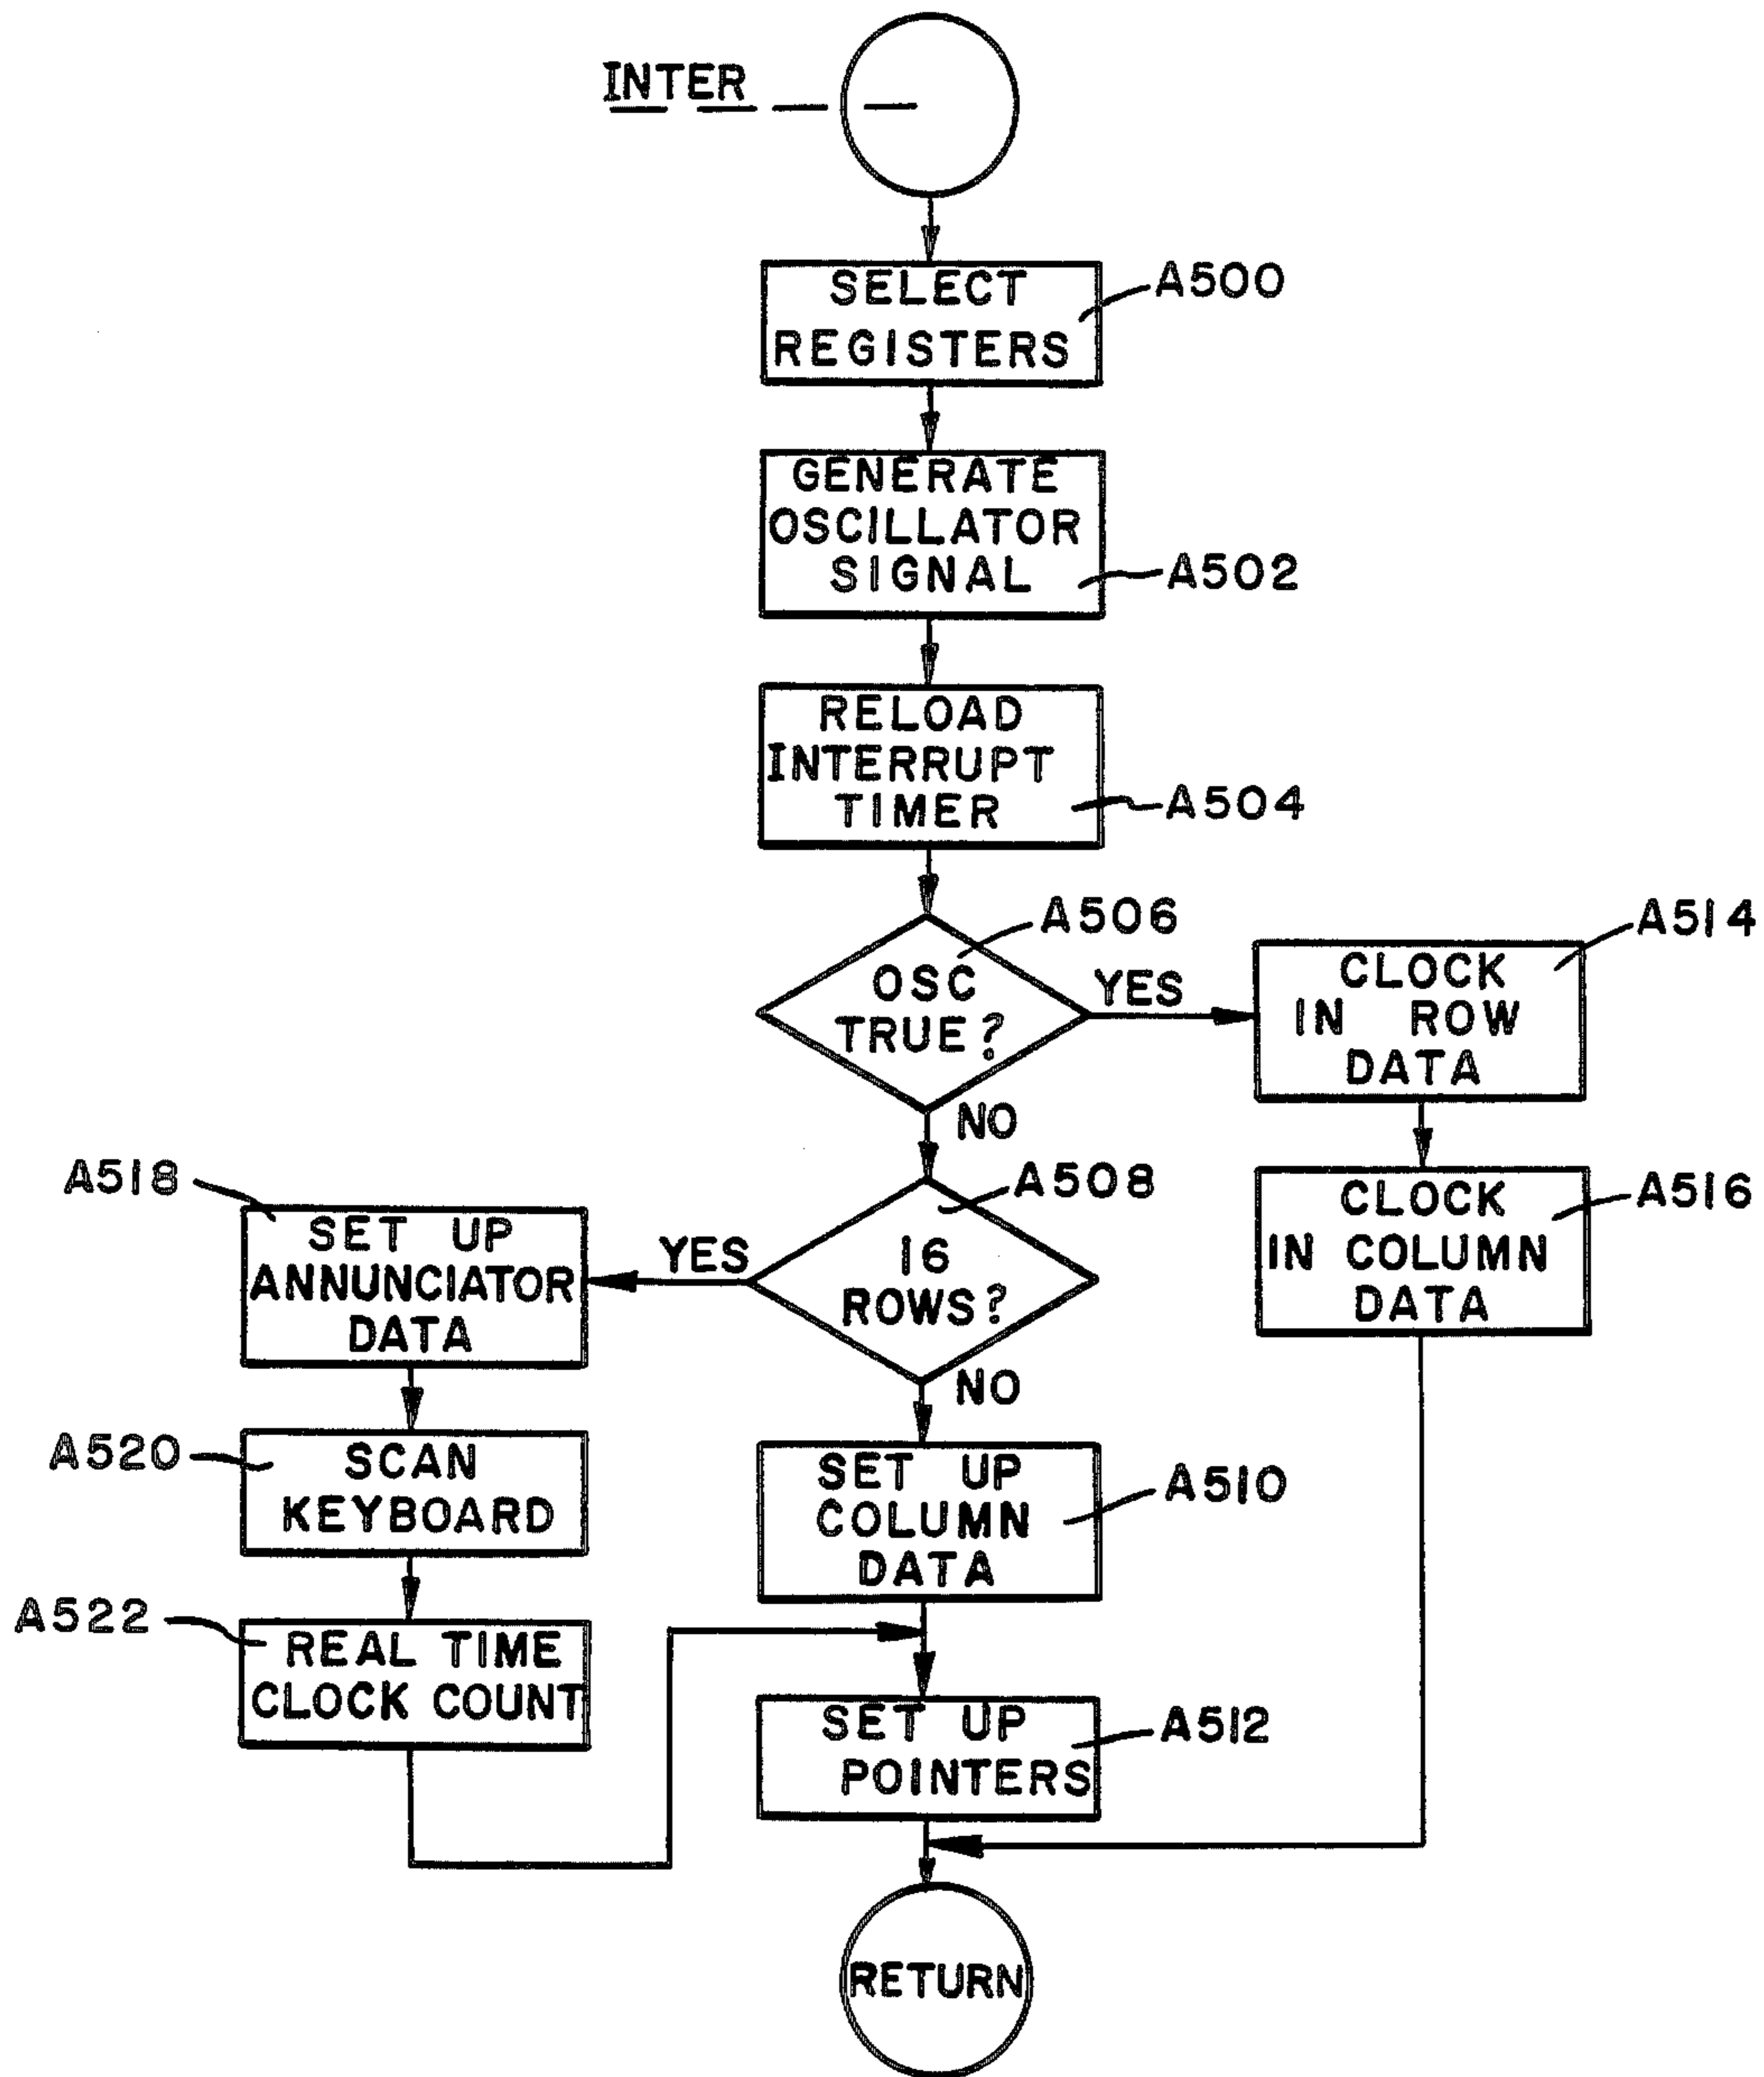 INTER
SELECT
REGISTERS
A500
GENERATE
OSCILLATOR
SIGNAL
A502
RELOAD
INTERRUPT
TIMER
A504
A506
OSC
TRUE?
YES
NO
A514
CLOCK
IN ROW
DATA
A516
CLOCK
IN COLUMN
DATA
A508
16
ROWS?
YES
NO
A518
SET UP
ANNUNCIATOR
DATA
A520
SCAN
KEYBOARD
A522
REAL TIME
CLOCK COUNT
SET UP
COLUMN
DATA
A510
SET UP
POINTERS
A512
RETURN